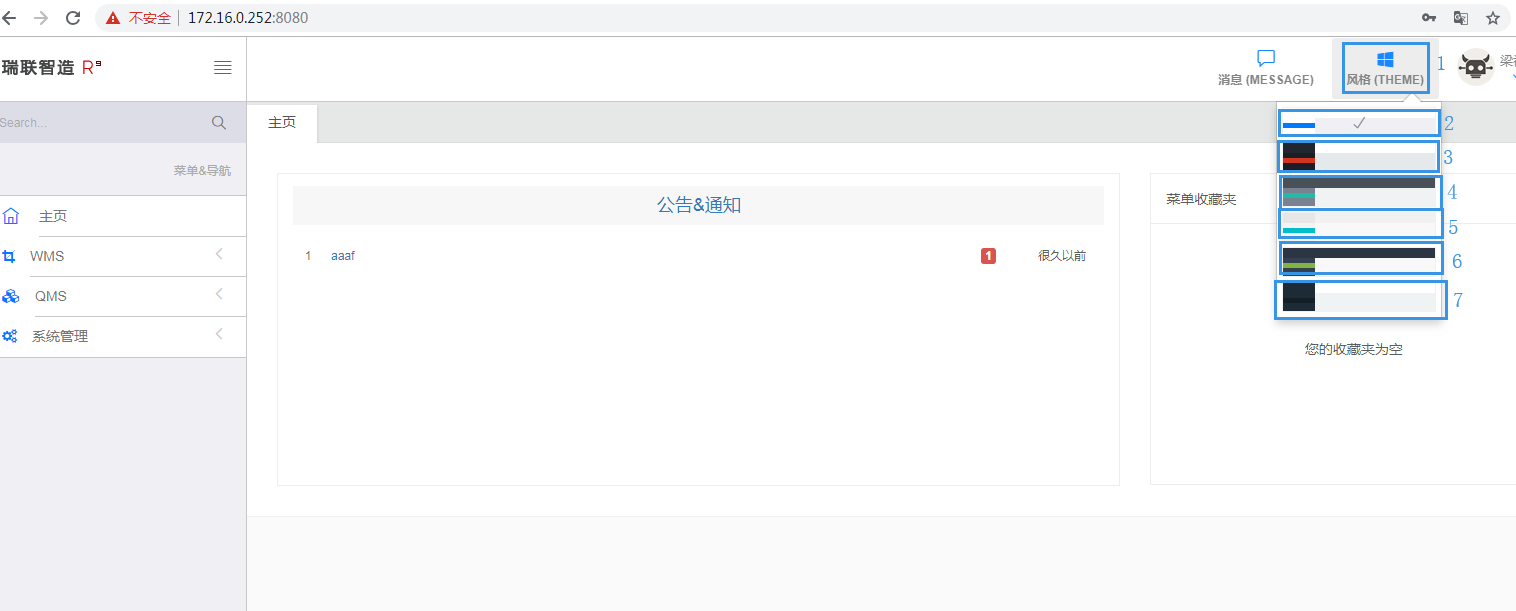 不安全 172.16.0.252:8080
瑞联智造 R⁹
消息 (MESSAGE)
风格 (THEME)
1
Search...
主页
2
菜单&导航
3
4
5
6
7
主页
WMS
QMS
系统管理
公告&通知
1 aaaf 1 很久以前
菜单收藏夹
您的收藏夹为空